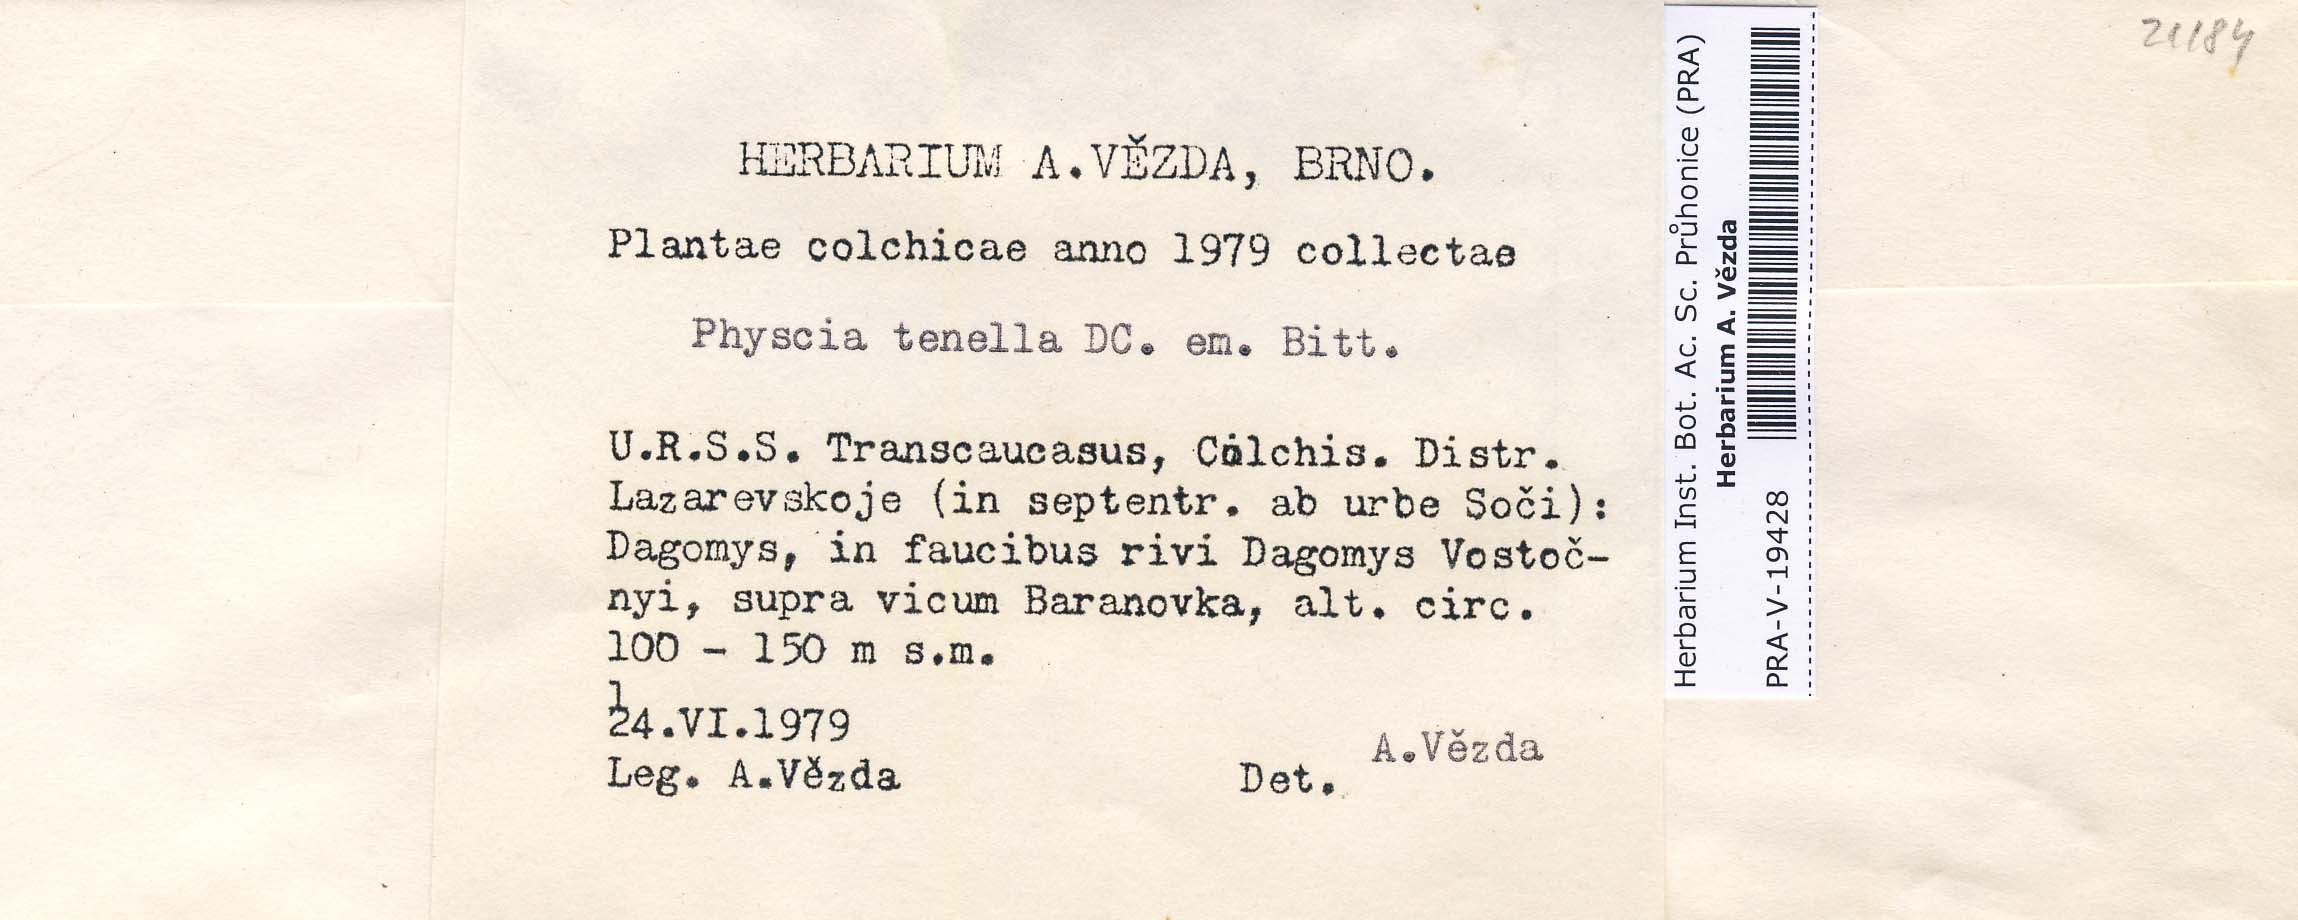 21184
HERBARIUM A.VĚZDA, BRNO.
Plantae colchicae anno 1979 collectae
Physcia tenella DC. em. Bitt.
U.R.S.S. Transcaucasus, Colchis. Distr.
Lazarevskoje (in septentr. ab urbe Soči):
Dagomys, in faucibus rivi Dagomys Vostoč-
nyi, supra vicum Baranovka, alt. circ.
100 - 150 m s.m.
1
24.VI.1979
A.Vězda
Leg. A.Vězda Det.
Herbarium Inst. Bot. Ac. Sc. Průhonice (PRA)
Herbarium A. Vězda
PRA-V-19428